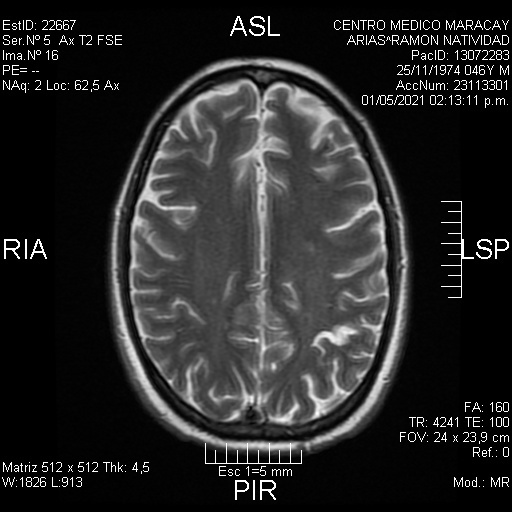 EstID: 22667
Ser.Nº 5 Ax T2 FSE
Ima.Nº 16
PE= --
NAq: 2 Loc: 62,5 Ax
ASL
CENTRO MEDICO MARACAY
ARIAS^RAMON NATIVIDAD
PacID: 13072283
25/11/1974 046Y M
AccNum: 23113301
01/05/2021 02:13:11 p.m.
RIA
LSP
FA: 160
TR: 4241 TE: 100
FOV: 24 x 23,9 cm
Ref.: 0
Mod.: MR
Matriz 512 x 512 Thk: 4,5
W:1826 L:913
Esc 1=5 mm
PIR